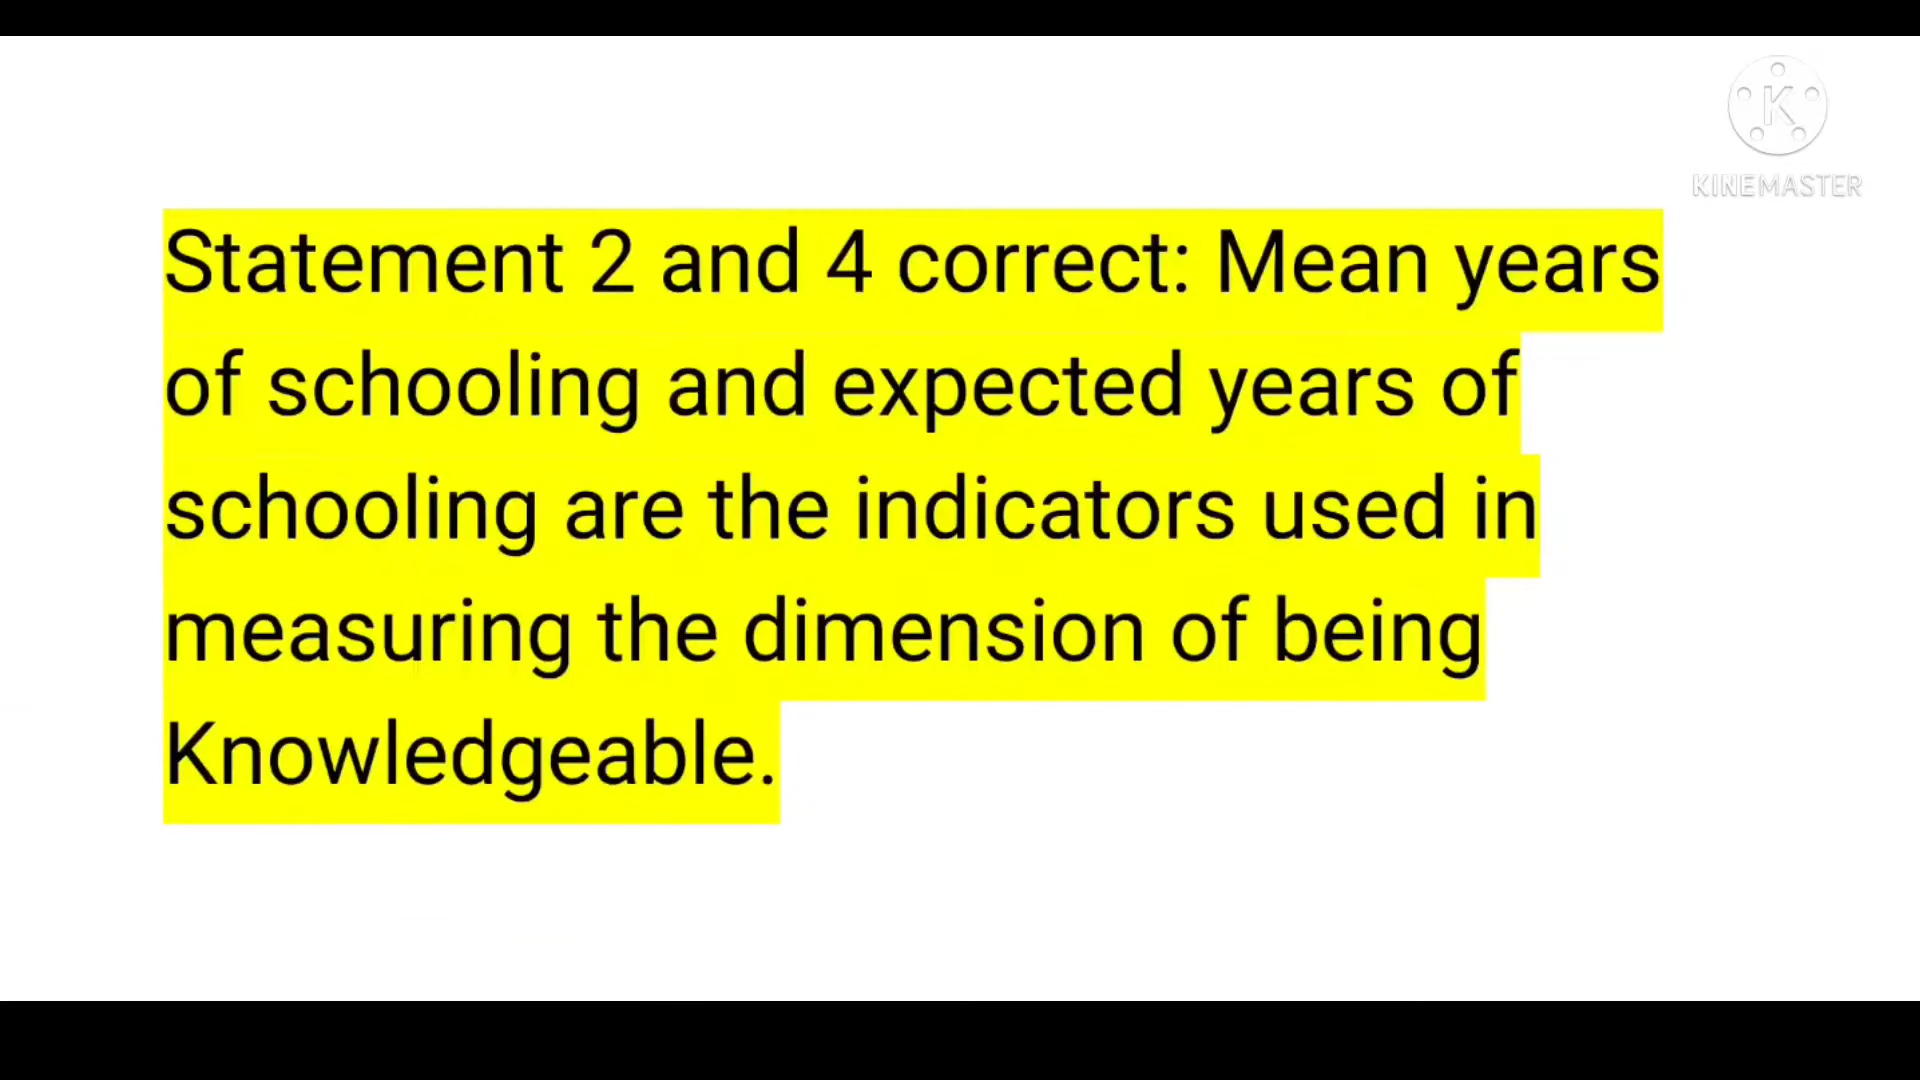 K
KINEMASTER
Statement 2 and 4 correct: Mean years
of schooling and expected years of
schooling are the indicators used in
measuring the dimension of being
Knowledgeable.